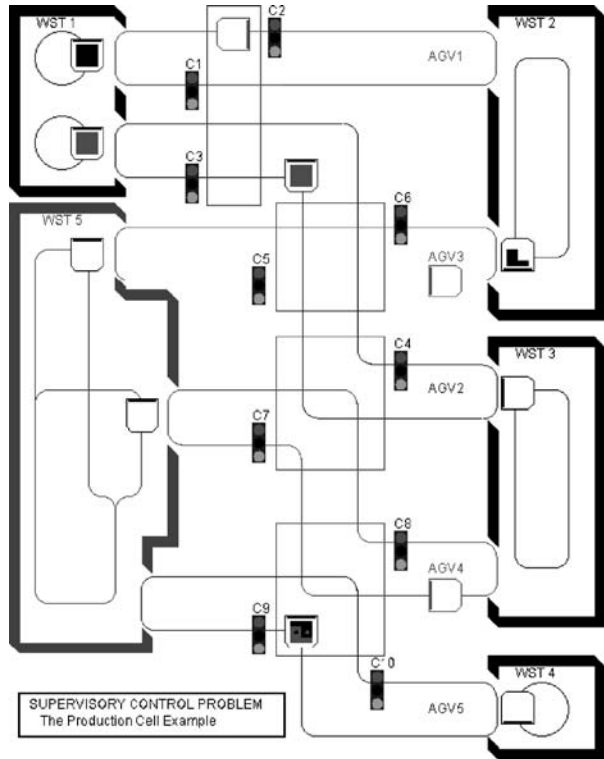 WST 1
C2
WST 2
AGV1
C1
C3
C6
WST 5
C5
AGV3
C4
WST 3
AGV2
C7
C8
AGV4
C9
C10
WST 4
AGV5
SUPERVISORY CONTROL PROBLEM
The Production Cell Example